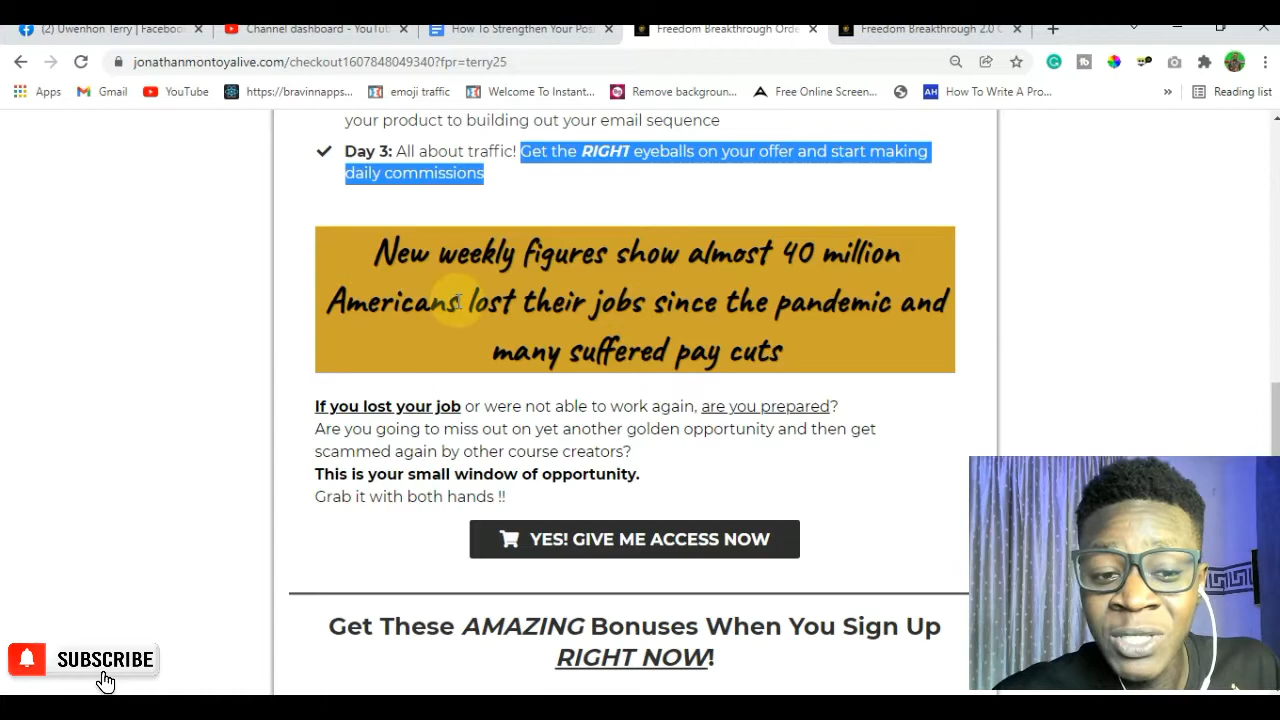 (2) Uwenhon Terry | Facebook
Channel dashboard - YouTube
How To Strengthen Your Posi
Freedom Breakthrough Orde
Freedom Breakthrough 2.0 C
jonathanmontoyalive.com/checkout1607848049340?fpr=terry25
Apps
Gmail
YouTube
https://bravinnapps...
emoji traffic
Welcome To Instant...
Remove backgroun...
Free Online Screen...
AH
How To Write A Pro...
»
Reading list
your product to building out your email sequence
Day 3: All about traffic! Get the RIGHT eyeballs on your offer and start making
daily commissions
New weekly figures show almost 40 million
Americans lost their jobs since the pandemic and
many suffered pay cuts
If you lost your job or were not able to work again, are you prepared?
Are you going to miss out on yet another golden opportunity and then get
scammed again by other course creators?
This is your small window of opportunity.
Grab it with both hands !!
YES! GIVE ME ACCESS NOW
Get These AMAZING Bonuses When You Sign Up
RIGHT NOW!
SUBSCRIBE